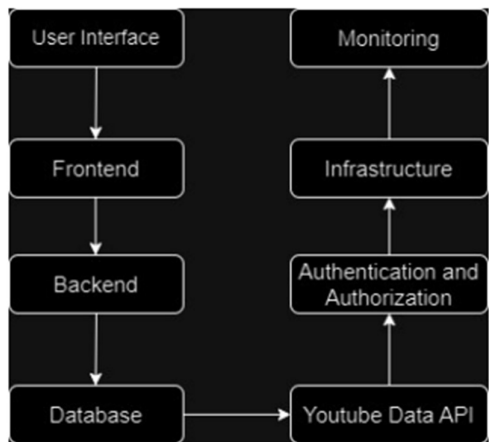 User Interface
Frontend
Backend
Database
Youtube Data API
Authentication and
Authorization
Infrastructure
Monitoring